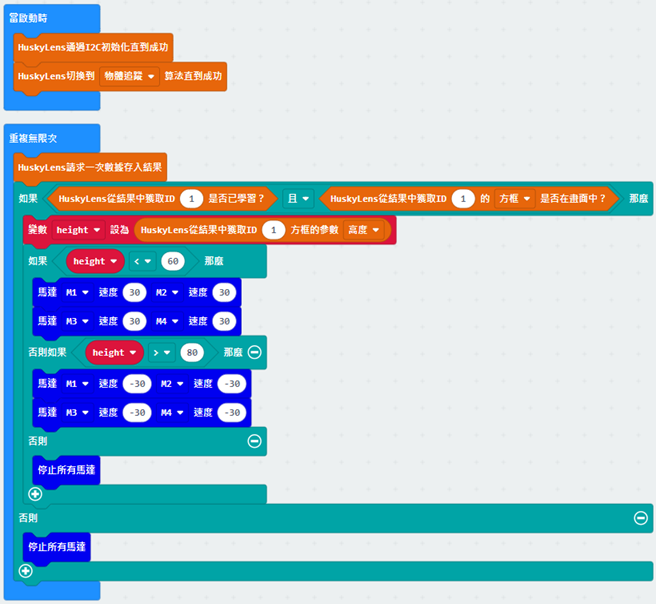 當啟動時
HuskyLens通過I2C初始化直到成功
HuskyLens切換到 物體追蹤 算法直到成功
重複無限次
HuskyLens請求一次數據存入結果
如果 HuskyLens從結果中獲取ID 1 是否已學習？ 且 HuskyLens從結果中獲取ID 1 的 方框 是否在畫面中？ 那麼
變數 height 設為 HuskyLens從結果中獲取ID 1 方框的參數 高度
如果 height < 60 那麼
馬達 M1 速度 30 M2 速度 30
馬達 M3 速度 30 M4 速度 30
否則如果 height > 80 那麼
馬達 M1 速度 -30 M2 速度 -30
馬達 M3 速度 -30 M4 速度 -30
否則
停止所有馬達
否則
停止所有馬達